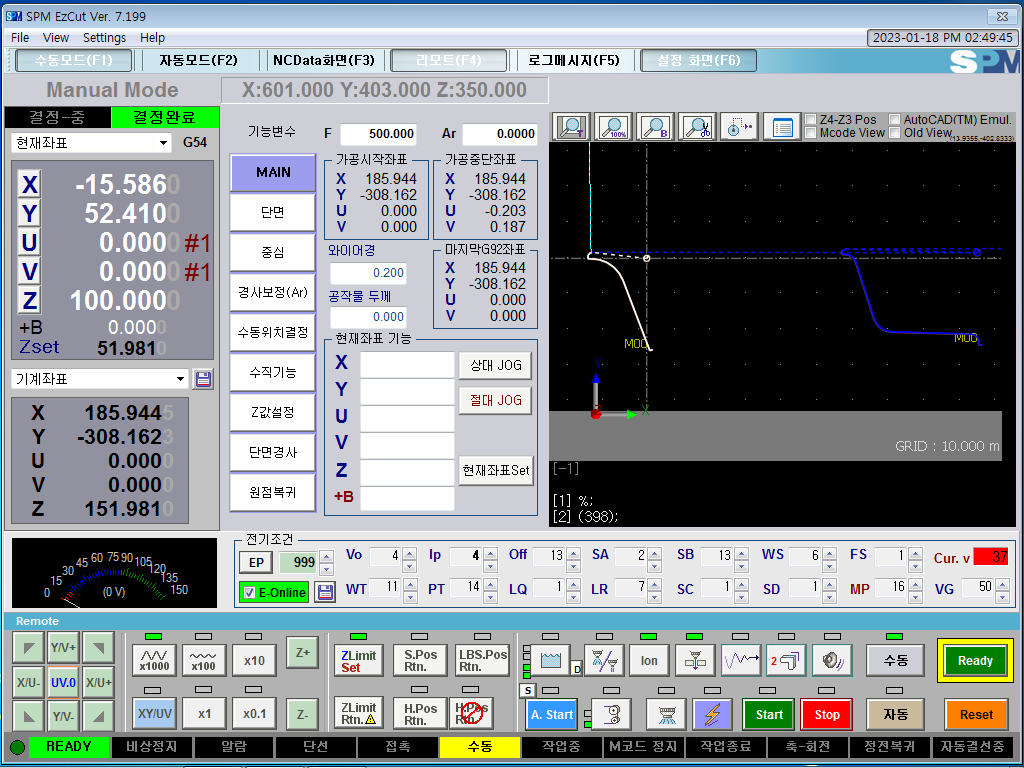 SPM EzCut Ver. 7.199
File View Settings Help
2023-01-18 PM 02:49:45
수동모드(F1) 자동모드(F2) NCData화면(F3) 리모트(F4) 로그메시지(F5) 설정 화면(F6) SPM
Manual Mode X:601.000 Y:403.000 Z:350.000
결정-중 결정완료
현재좌표 G54
X -15.5860
Y 52.4100
U 0.0000 #1
V 0.0000 #1
Z 100.0000
+B 0.0000
Zset 51.9810
기계좌표
X 185.9445
Y -308.1623
U 0.0000
V 0.0000
Z 151.9810
기능변수 F 500.000 Ar 0.0000
MAIN
단면
중심
경사보정(Ar)
수동위치결정
수직기능
Z값설정
단면경사
원점복귀
가공시작좌표
X 185.944
Y -308.162
U 0.000
V 0.000
가공중단좌표
X 185.944
Y -308.162
U -0.203
V 0.187
와이어경
0.200
공작물 두께
0.000
마지막G92좌표
X 185.944
Y -308.162
U 0.000
V 0.000
현재좌표 기능
X
Y
U
V
Z
+B
상대 JOG
절대 JOG
현재좌표Set
T 100% B
Z4-Z3 Pos AutoCAD(TM) Emul.
Mcode View Old View
(13.9355,-402.8333)
M00
M00
Y
X
GRID : 10.000 m
[-1]
[1] %;
[2] (398);
0 15 30 45 60 75 90 105 120 135 150
(0 V)
전기조건
EP 999 Vo 4 Ip 4 Off 13 SA 2 SB 13 WS 6 FS 1 Cur. v 37
E-Online WT 11 PT 14 LQ 1 LR 7 SC 1 SD 1 MP 16 VG 50
Remote
Y/V+
X/U- UV.0 X/U+
Y/V-
x1000 x100 x10 Z+
XY/UV x1 x0.1 Z-
ZLimit Set S.Pos Rtn. LBS.Pos Rtn.
ZLimit Rtn. H.Pos Rtn. H.Pos Rtn.
D Ion 2 수동 Ready
S A. Start Start Stop 자동 Reset
READY 비상정지 알람 단선 접촉 수동 작업중 M코드 정지 작업종료 축-회전 정전복귀 자동결선중